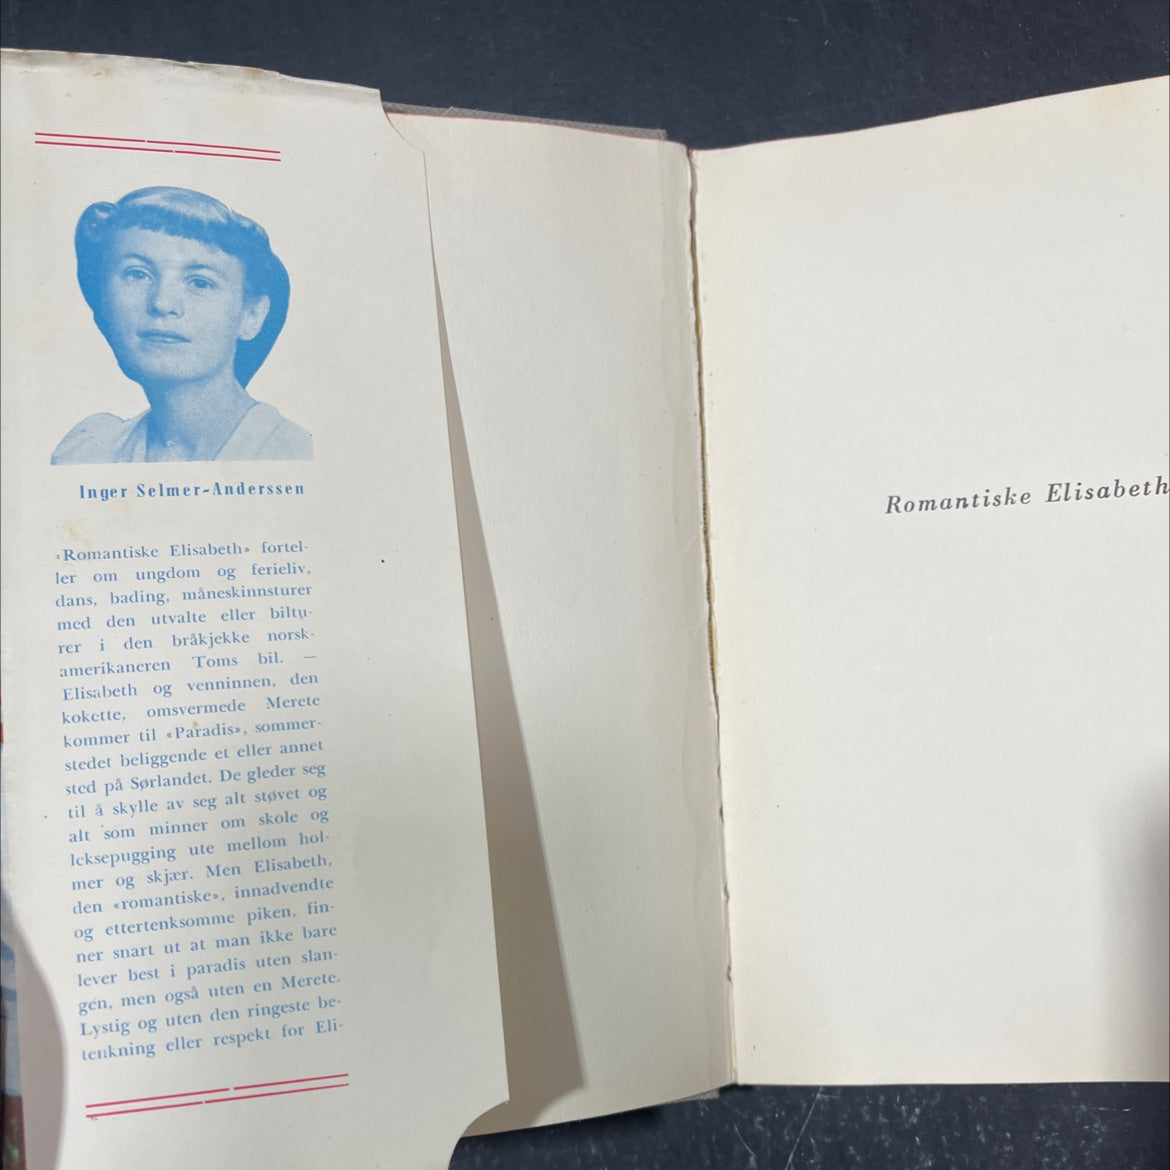 Inger Selmer-Anderssen
«Romantiske Elisabeth» fortel-
ler om ungdom og ferieliv,
dans, bading, måneskinnsturer
med den utvalte eller biltu-
rer i den bråkjekke norsk-
amerikaneren Toms bil. —
Elisabeth og venninnen, den
kokette, omsvermede Merete
kommer til «Paradis», sommer-
stedet beliggende et eller annet
sted på Sørlandet. De gleder seg
til å skylle av seg alt støvet og
alt som minner om skole og
leksepugging ute mellom hol-
mer og skjær. Men Elisabeth,
den «romantiske», innadvendte
og ettertenksomme piken, fin-
ner snart ut at man ikke bare
lever best i paradis uten slan-
gen, men også uten en Merete.
Lystig og uten den ringeste be-
tenkning eller respekt for Eli-
Romantiske Elisabeth